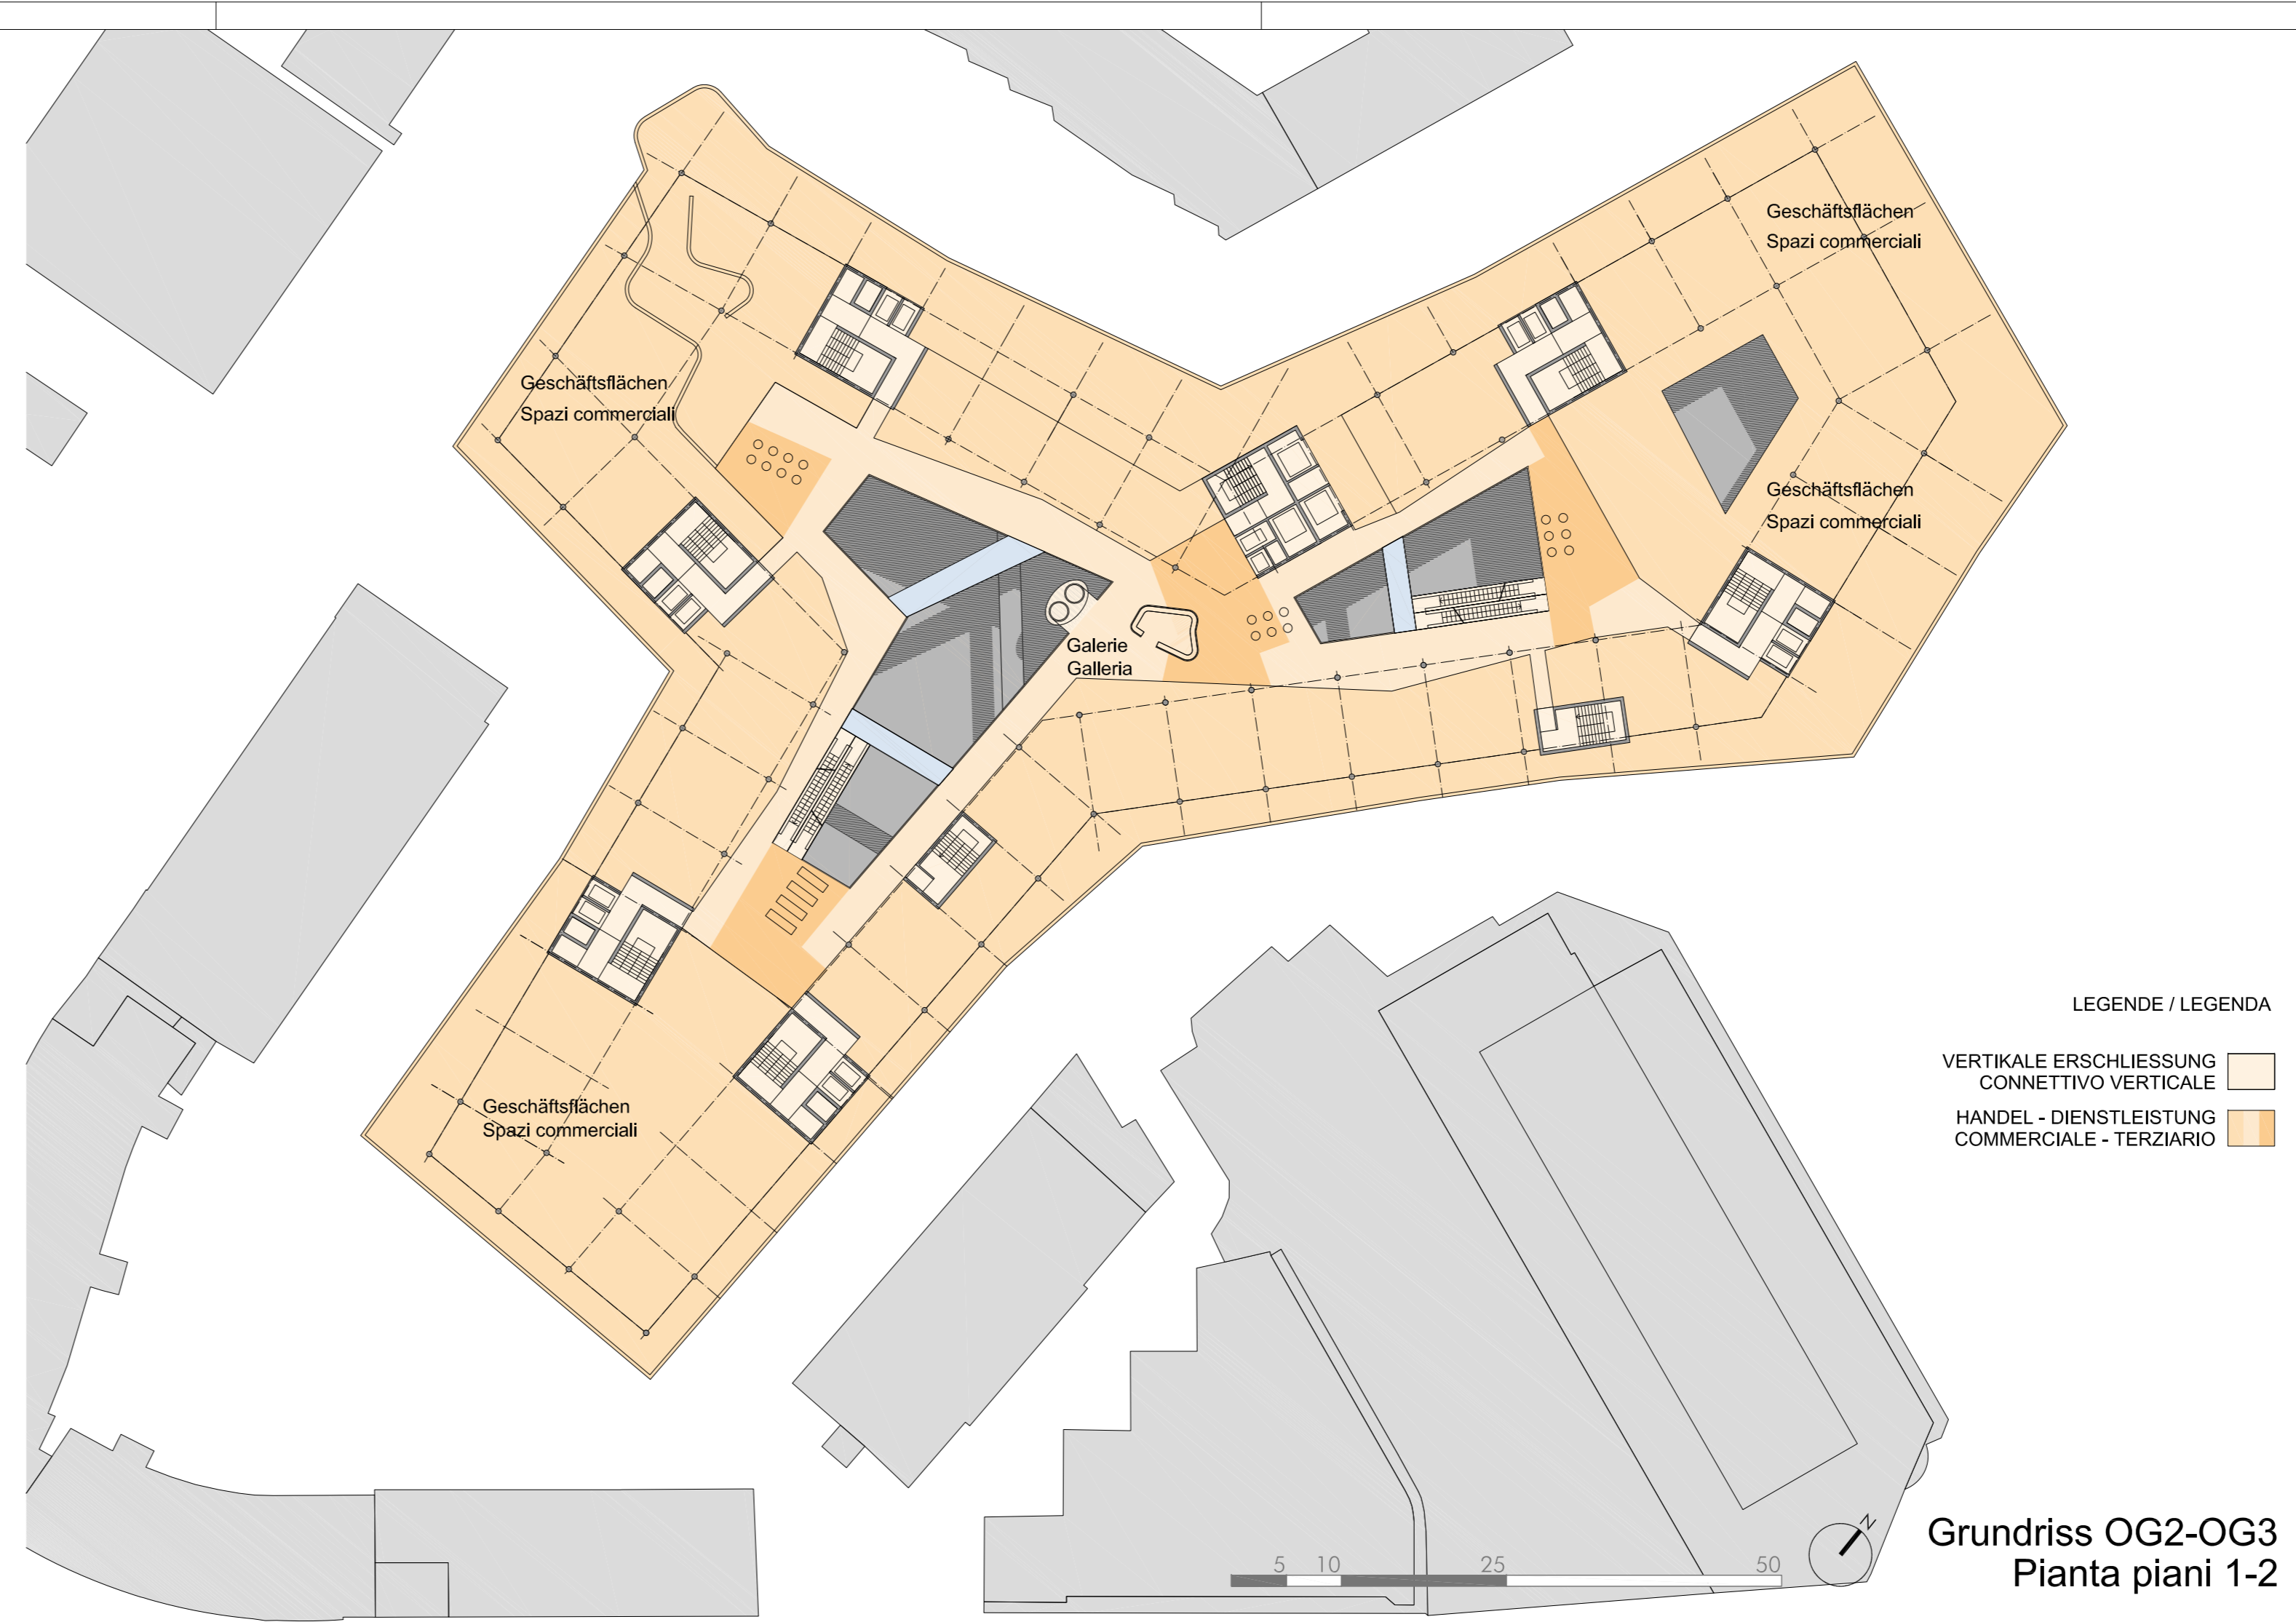 Geschäftsflächen
Spazi commerciali
Geschäftsflächen
Spazi commerciali
Geschäftsflächen
Spazi commerciali
Galerie
Galleria
LEGENDE / LEGENDA
VERTIKALE ERSCHLIESSUNG
CONNETTIVO VERTICALE
HANDEL - DIENSTLEISTUNG
COMMERCIALE - TERZIARIO
Geschäftsflächen
Spazi commerciali
N
5 10 25 50
Grundriss OG2-OG3
Pianta piani 1-2